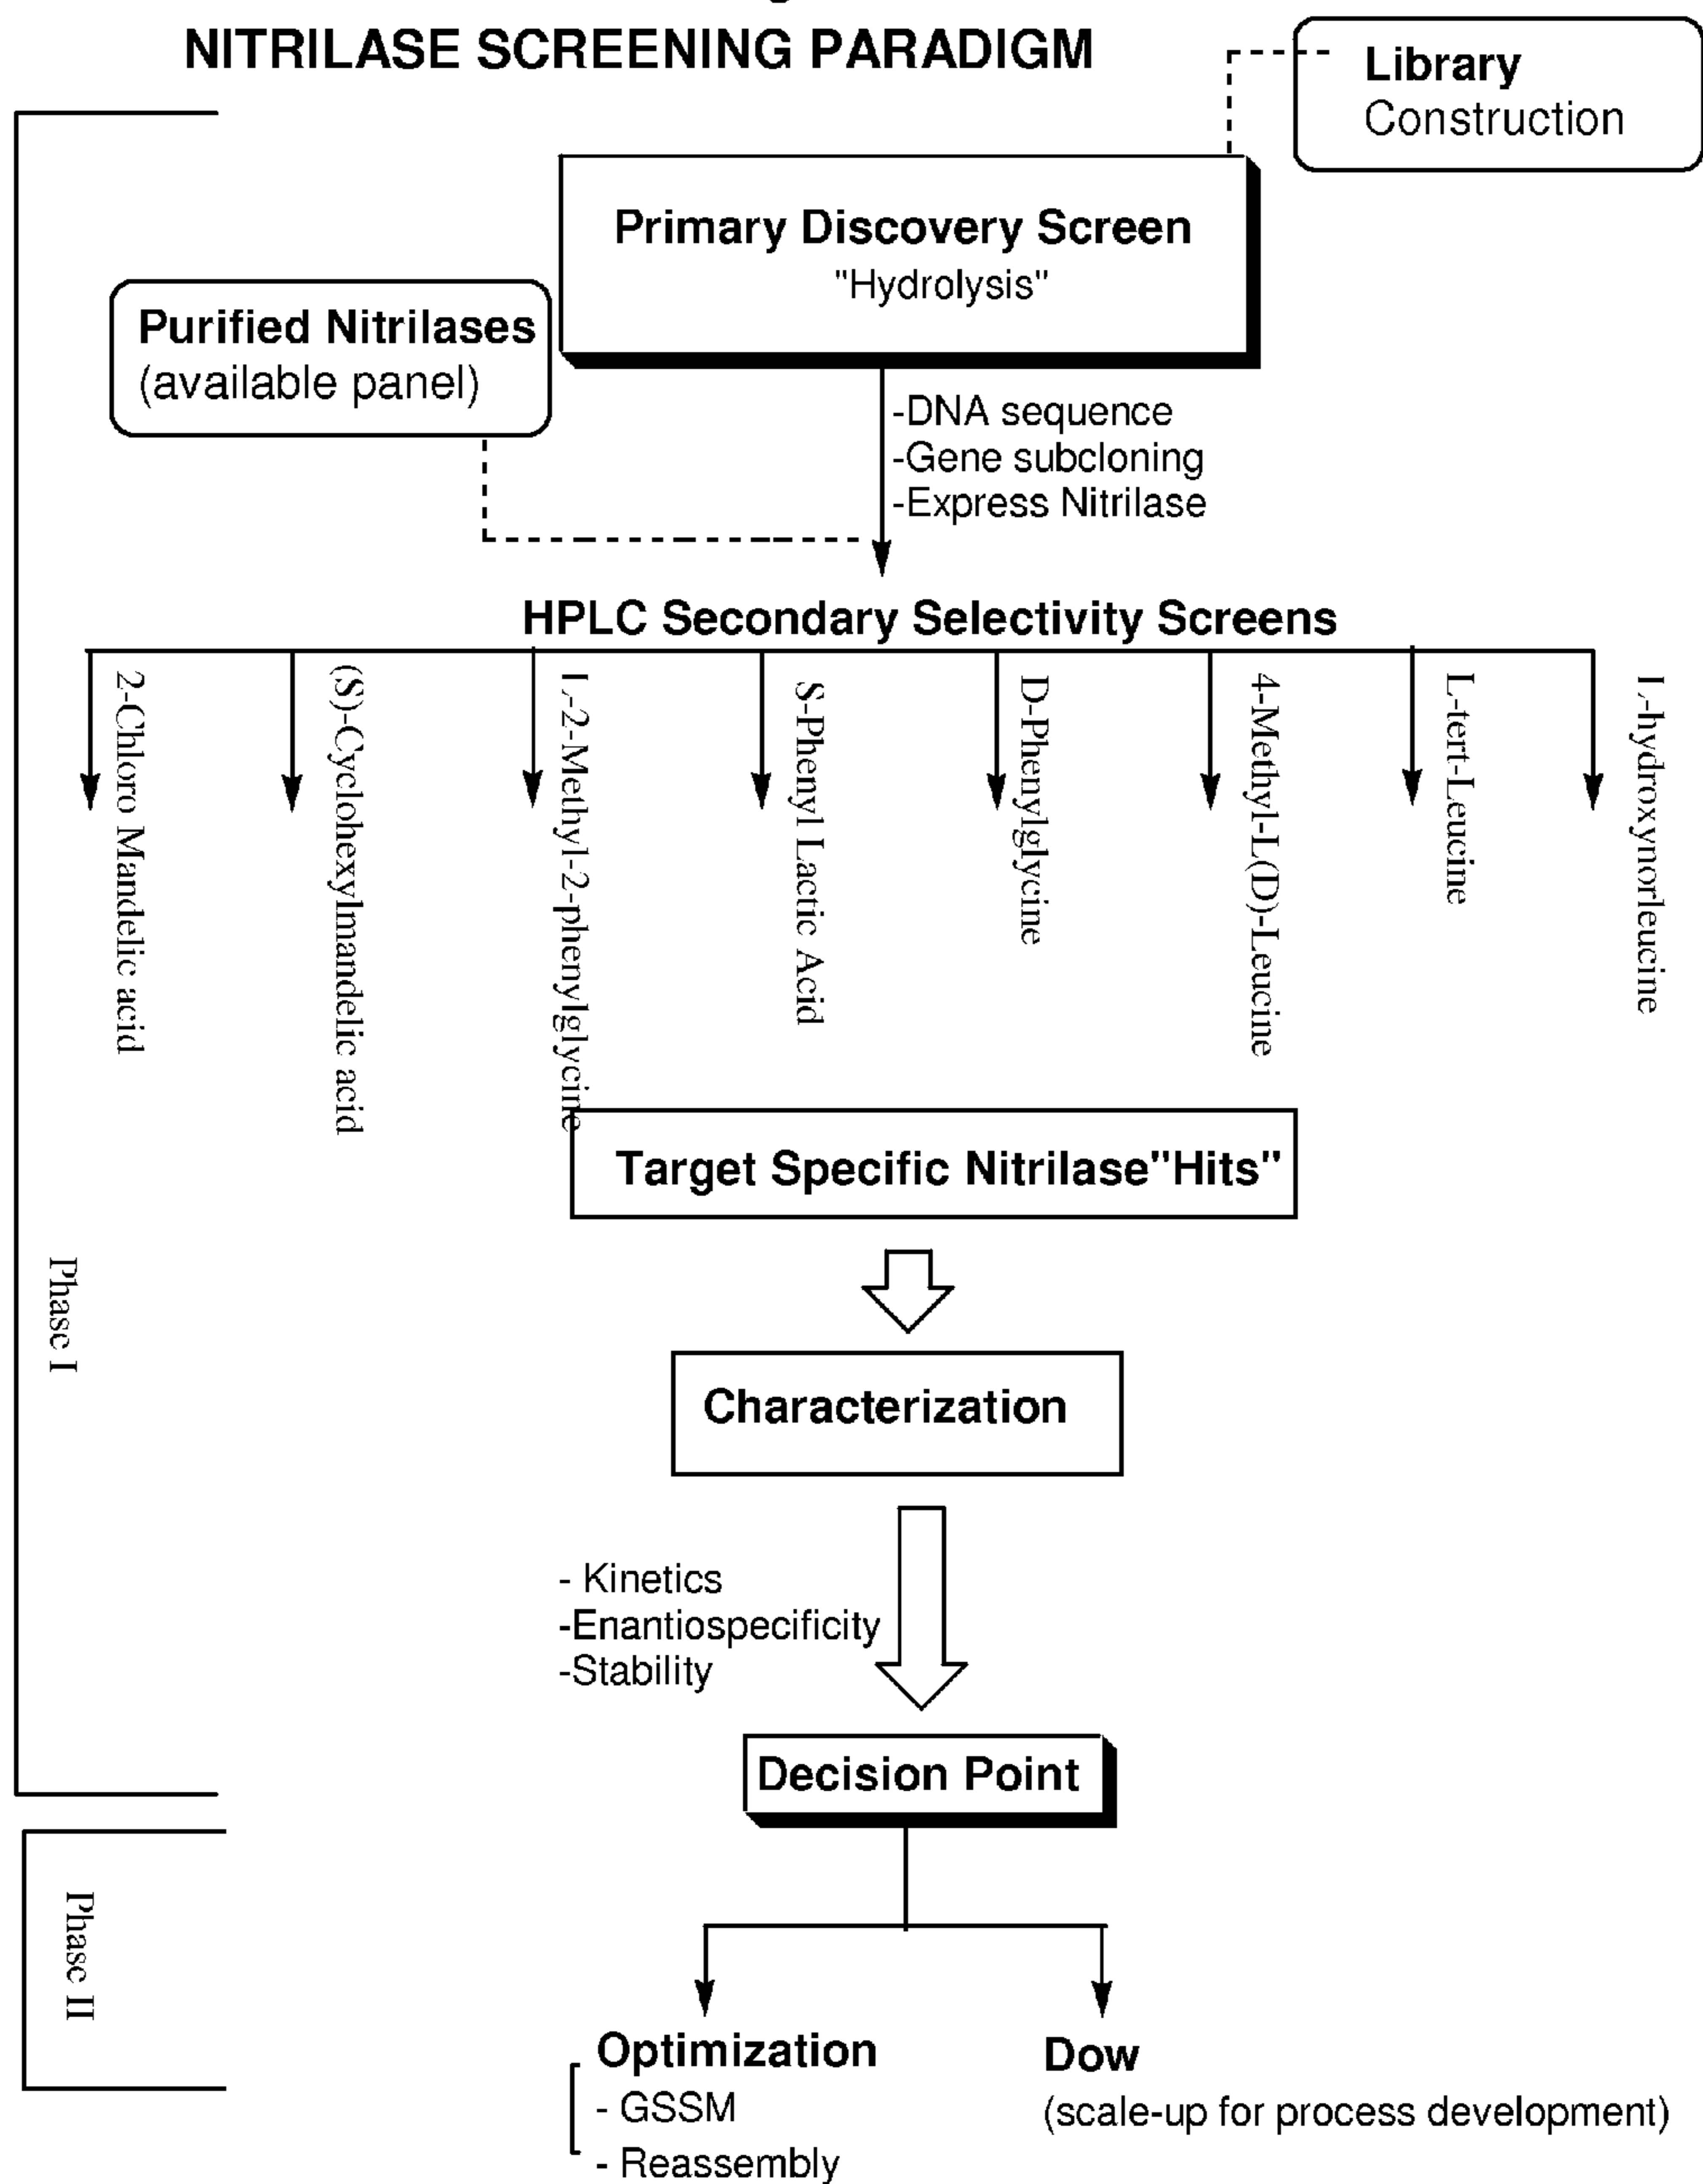 NITRILASE SCREENING PARADIGM
Library
Construction
Primary Discovery Screen
"Hydrolysis"
Purified Nitrilases
(available panel)
-DNA sequence
-Gene subcloning
-Express Nitrilase
HPLC Secondary Selectivity Screens
2-Chloro Mandelic acid
(S)-Cyclohexylmandelic acid
L-2-Methyl-2-phenylglycine
S-Phenyl Lactic Acid
D-Phenylglycine
4-Methyl-L(D)-Leucine
L-tert-Leucine
L-hydroxynorleucine
Target Specific Nitrilase"Hits"
Phase I
Characterization
- Kinetics
-Enantiospecificity
-Stability
Decision Point
Phase II
Optimization
- GSSM
- Reassembly
Dow
(scale-up for process development)